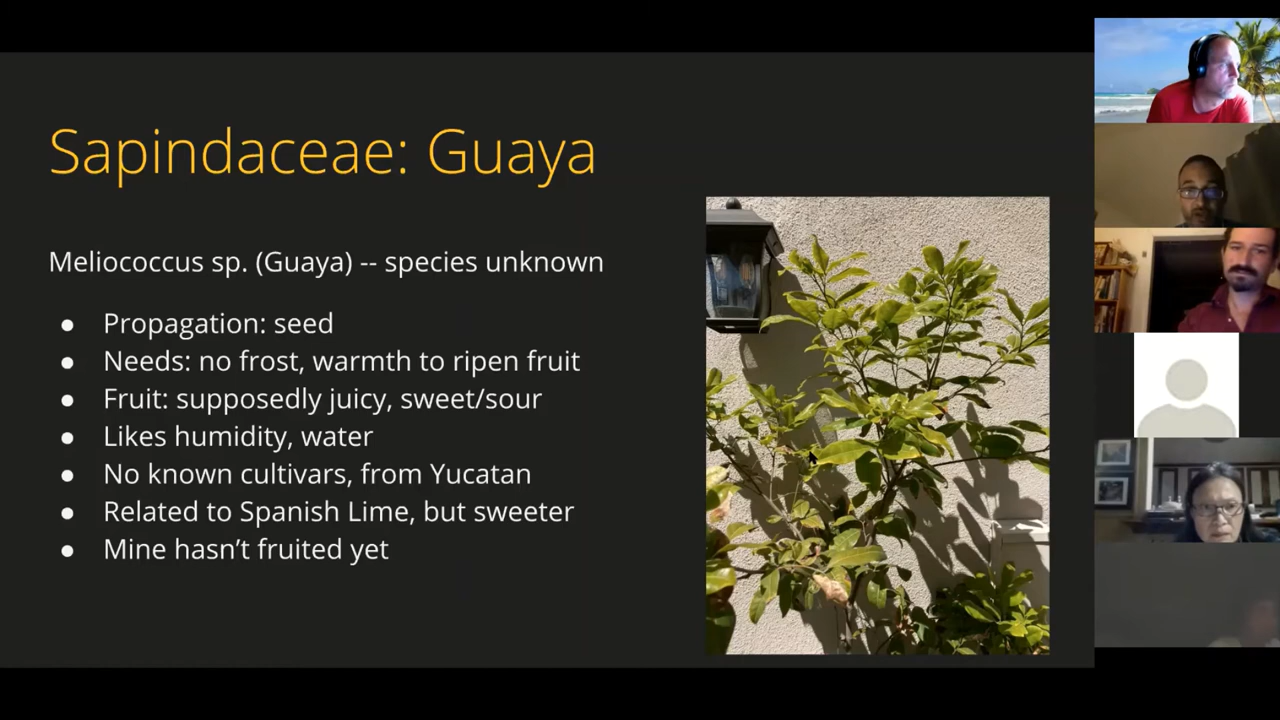 Sapindaceae: Guaya
Meliococcus sp. (Guaya) -- species unknown
● Propagation: seed
● Needs: no frost, warmth to ripen fruit
● Fruit: supposedly juicy, sweet/sour
● Likes humidity, water
● No known cultivars, from Yucatan
● Related to Spanish Lime, but sweeter
● Mine hasn't fruited yet